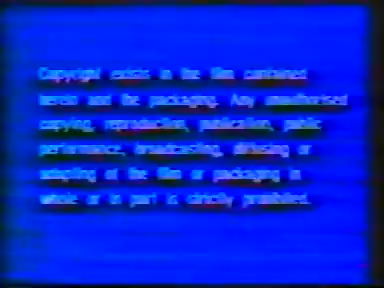 Copyright exists in the film contained
herein and the packaging. Any unauthorised
copying, reproduction, publication, public
performance, broadcasting, diffusing or
adapting of the film or packaging in
whole or in part is strictly prohibited.